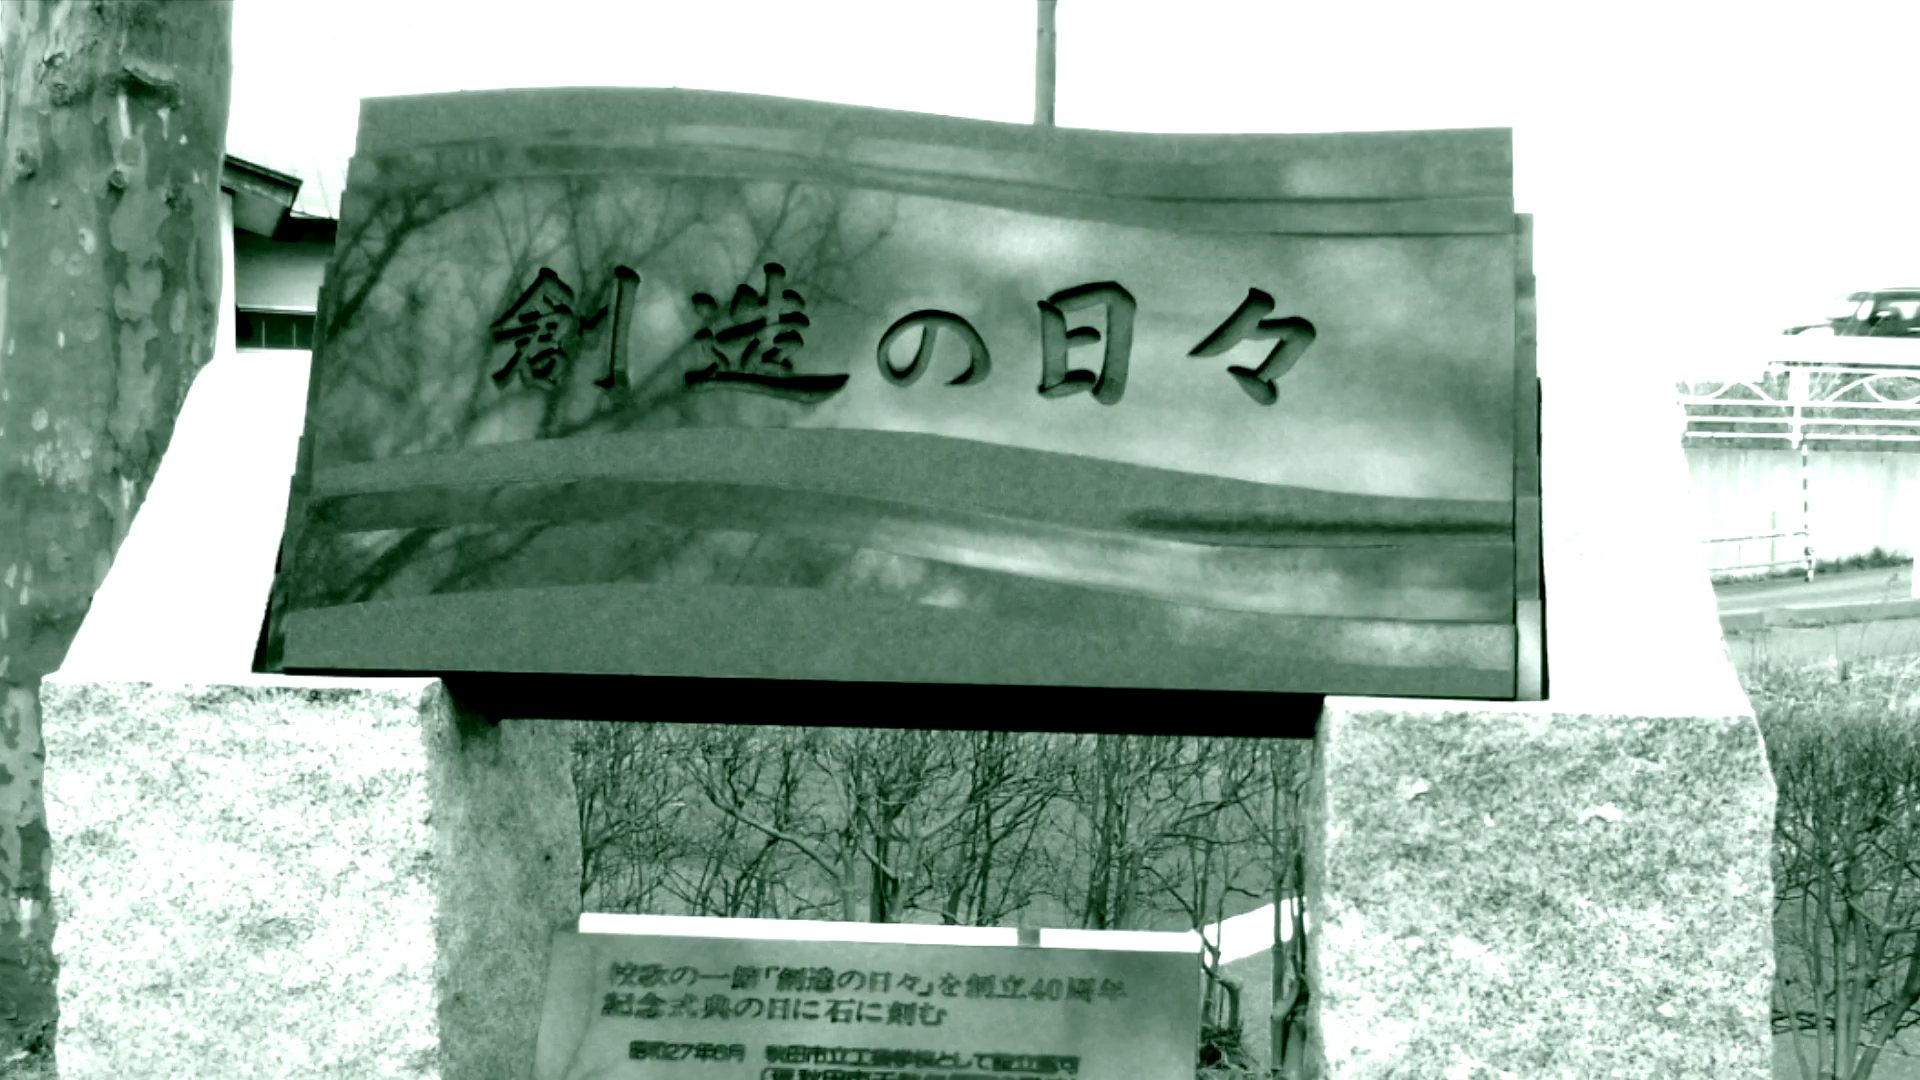 創造の日々
校歌の一節「創造の日々」を創立40周年
記念式典の日に石に刻む
昭和27年6月 秋田市立工業学校として設立認可